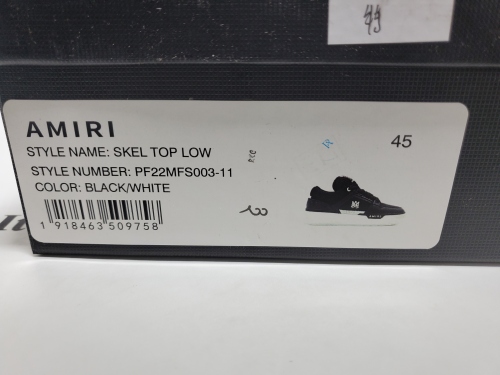 AMIRI
45
STYLE NAME: SKEL TOP LOW
STYLE NUMBER: PF22MFS003-11
COLOR: BLACK/WHITE
1 918463 509758